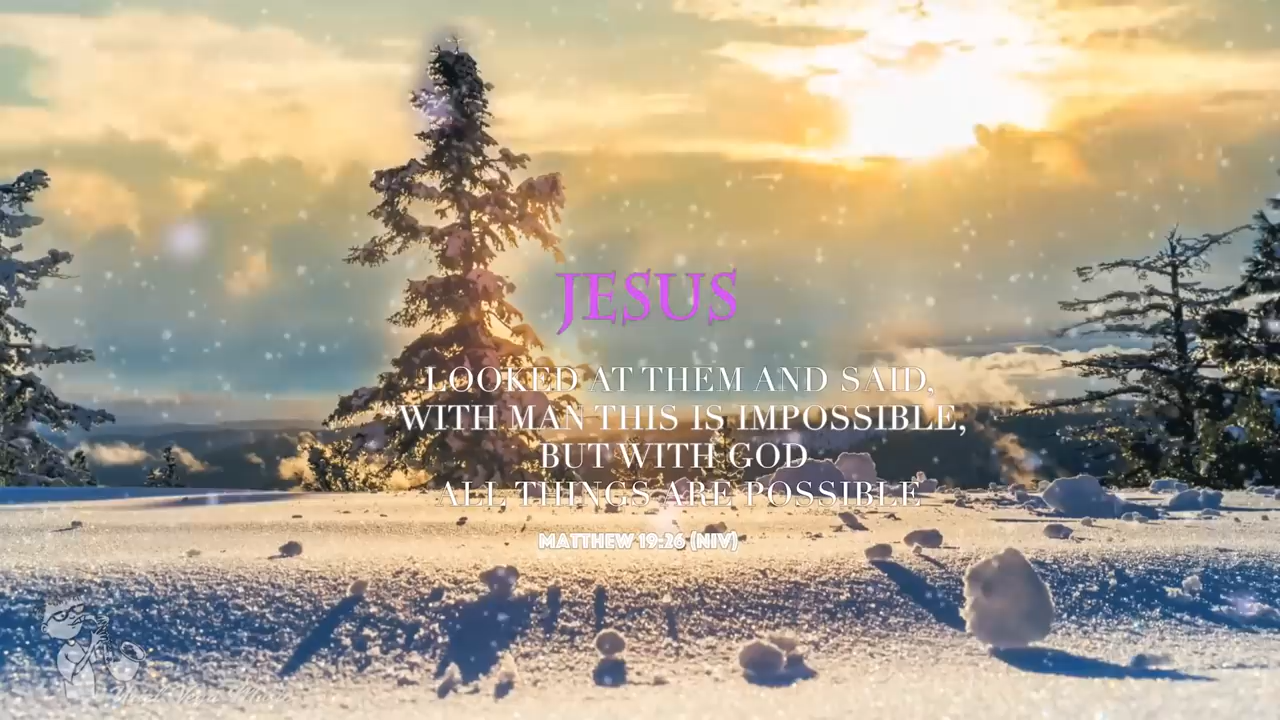 JESUS
LOOKED AT THEM AND SAID,
“WITH MAN THIS IS IMPOSSIBLE,
BUT WITH GOD
ALL THINGS ARE POSSIBLE
MATTHEW 19:26 (NIV)